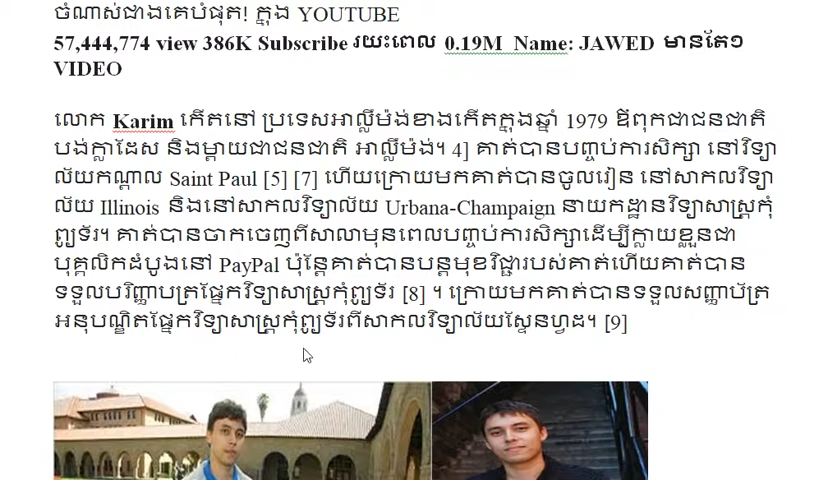 ចំណាស់ជាងគេបំផុត! ក្នុង YOUTUBE
57,444,774 view 386K Subscribe រយះពេល 0.19M  Name: JAWED មានតែ១
VIDEO
លោក Karim កើតនៅ ប្រទេសអាល្លឺម៉ង់ខាងកើតក្នុងឆ្នាំ 1979 ឪពុកជាជនជាតិ
បង់ក្លាដែស និងម្តាយជាជនជាតិ អាល្លឺម៉ង់។ 4] គាត់បានបញ្ចប់ការសិក្សា នៅវិទ្យា
ល័យកណ្តាល Saint Paul [5] [7] ហើយក្រោយមកគាត់បានចូលរៀន នៅសាកលវិទ្យា
ល័យ Illinois និងនៅសាកលវិទ្យាល័យ Urbana-Champaign នាយកដ្ឋានវិទ្យាសាស្ត្រកុំ
ព្យូទ័រ។ គាត់បានចាកចេញពីសាលាមុនពេលបញ្ចប់ការសិក្សាដើម្បីក្លាយខ្លួនជា
បុគ្គលិកដំបូងនៅ PayPal ប៉ុន្តែគាត់បានបន្តមុខវិជ្ជារបស់គាត់ហើយគាត់បាន
ទទួលបរិញ្ញាបត្រផ្នែកវិទ្យាសាស្ត្រកុំព្យូទ័រ [8] ។ ក្រោយមកគាត់បានទទួលសញ្ញាប័ត្រ
អនុបណ្ឌិតផ្នែកវិទ្យាសាស្ត្រកុំព្យូទ័រពីសាកលវិទ្យាល័យស្ទែនហ្វដ។ [9]